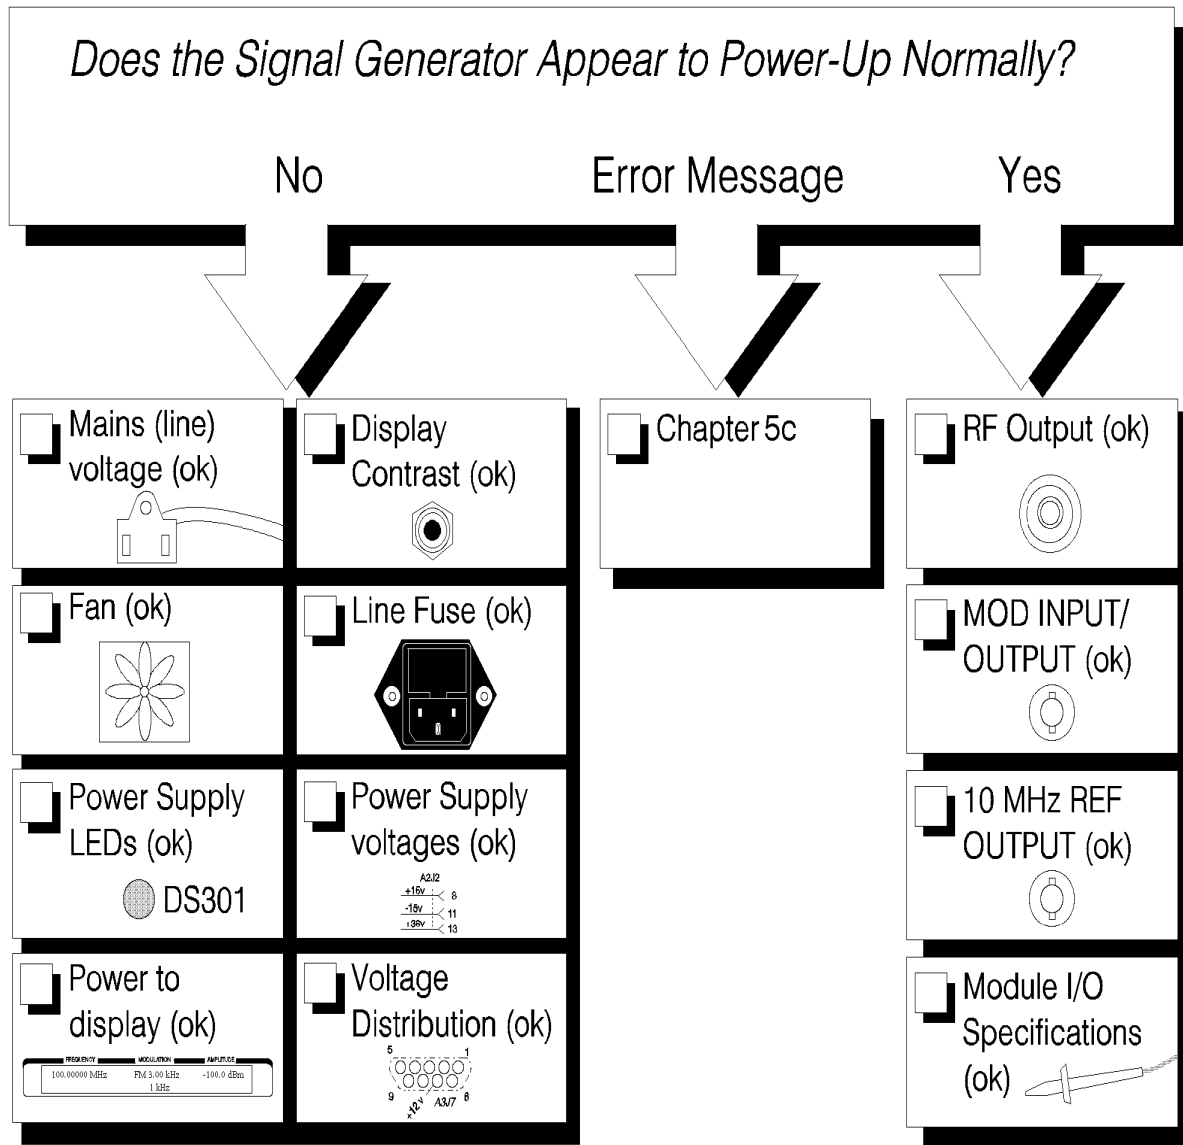 Does the Signal Generator Appear to Power-Up Normally?
No
Error Message
Yes
Mains (line)
voltage (ok)
Display
Contrast (ok)
Fan (ok)
Line Fuse (ok)
Power Supply
LEDs (ok)
DS301
Power Supply
voltages (ok)
A2J2
+15v
8
-15v
11
+38v
13
Power to
display (ok)
FREQUENCY
MODULATION
AMPLITUDE
100.00000 MHz
FM 3.00 kHz
-100.0 dBm
1 kHz
Voltage
Distribution (ok)
5
1
9
6
+12v
A3J7
Chapter 5c
RF Output (ok)
MOD INPUT/
OUTPUT (ok)
10 MHz REF
OUTPUT (ok)
Module I/O
Specifications
(ok)